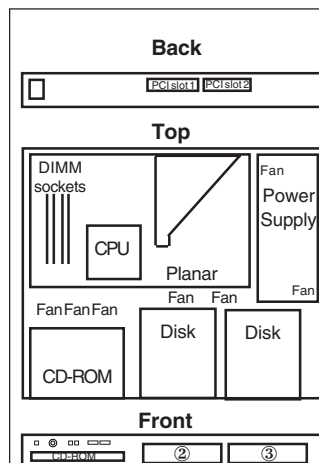 Back
PCI slot 1 PCI slot 2
Top
DIMM
sockets
CPU
Planar
Fan
Power
Supply
Fan
Fan Fan Fan
Fan Fan
CD-ROM
Disk
Disk
Front
CD-ROM
② ③